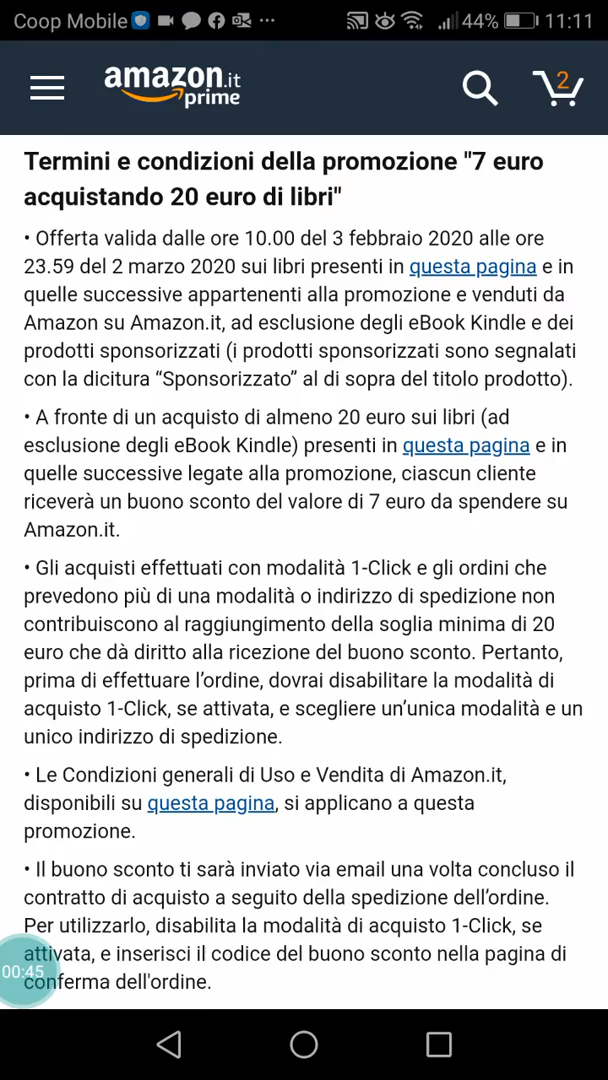 Coop Mobile 44% 11:11
amazon.it
prime
2
Termini e condizioni della promozione "7 euro
acquistando 20 euro di libri"
• Offerta valida dalle ore 10.00 del 3 febbraio 2020 alle ore
23.59 del 2 marzo 2020 sui libri presenti in questa pagina e in
quelle successive appartenenti alla promozione e venduti da
Amazon su Amazon.it, ad esclusione degli eBook Kindle e dei
prodotti sponsorizzati (i prodotti sponsorizzati sono segnalati
con la dicitura “Sponsorizzato” al di sopra del titolo prodotto).
• A fronte di un acquisto di almeno 20 euro sui libri (ad
esclusione degli eBook Kindle) presenti in questa pagina e in
quelle successive legate alla promozione, ciascun cliente
riceverà un buono sconto del valore di 7 euro da spendere su
Amazon.it.
• Gli acquisti effettuati con modalità 1-Click e gli ordini che
prevedono più di una modalità o indirizzo di spedizione non
contribuiscono al raggiungimento della soglia minima di 20
euro che dà diritto alla ricezione del buono sconto. Pertanto,
prima di effettuare l’ordine, dovrai disabilitare la modalità di
acquisto 1-Click, se attivata, e scegliere un’unica modalità e un
unico indirizzo di spedizione.
• Le Condizioni generali di Uso e Vendita di Amazon.it,
disponibili su questa pagina, si applicano a questa
promozione.
• Il buono sconto ti sarà inviato via email una volta concluso il
contratto di acquisto a seguito della spedizione dell’ordine.
Per utilizzarlo, disabilita la modalità di acquisto 1-Click, se
attivata, e inserisci il codice del buono sconto nella pagina di
00:45
conferma dell'ordine.